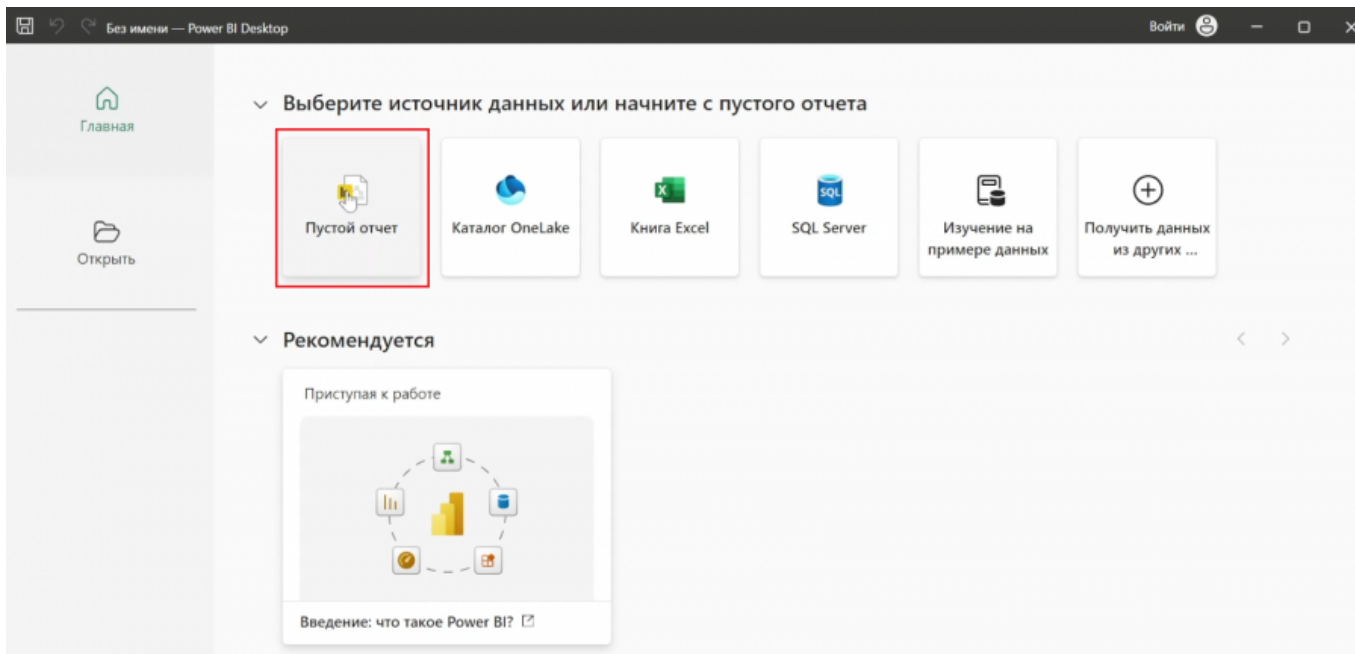 Без имени — Power BI Desktop
Войти
Главная
Открыть
Выберите источник данных или начните с пустого отчета
Пустой отчет
Каталог OneLake
Книга Excel
SQL
SQL Server
Изучение на
примере данных
Получить данных
из других ...
Рекомендуется
Приступая к работе
Введение: что такое Power BI?